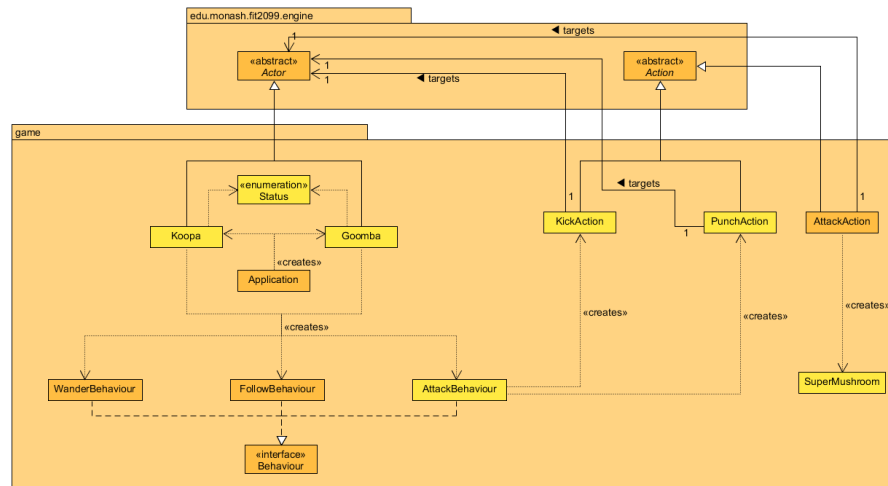 edu.monash.fit2099.engine
◀ targets
1
«abstract»
Actor
1
1
◀ targets
«abstract»
Action
game
«enumeration»
Status
◀ targets
1
1
1
Koopa
Goomba
KickAction
PunchAction
AttackAction
«creates»
Application
«creates»
«creates»
«creates»
«creates»
WanderBehaviour
FollowBehaviour
AttackBehaviour
SuperMushroom
«interface»
Behaviour